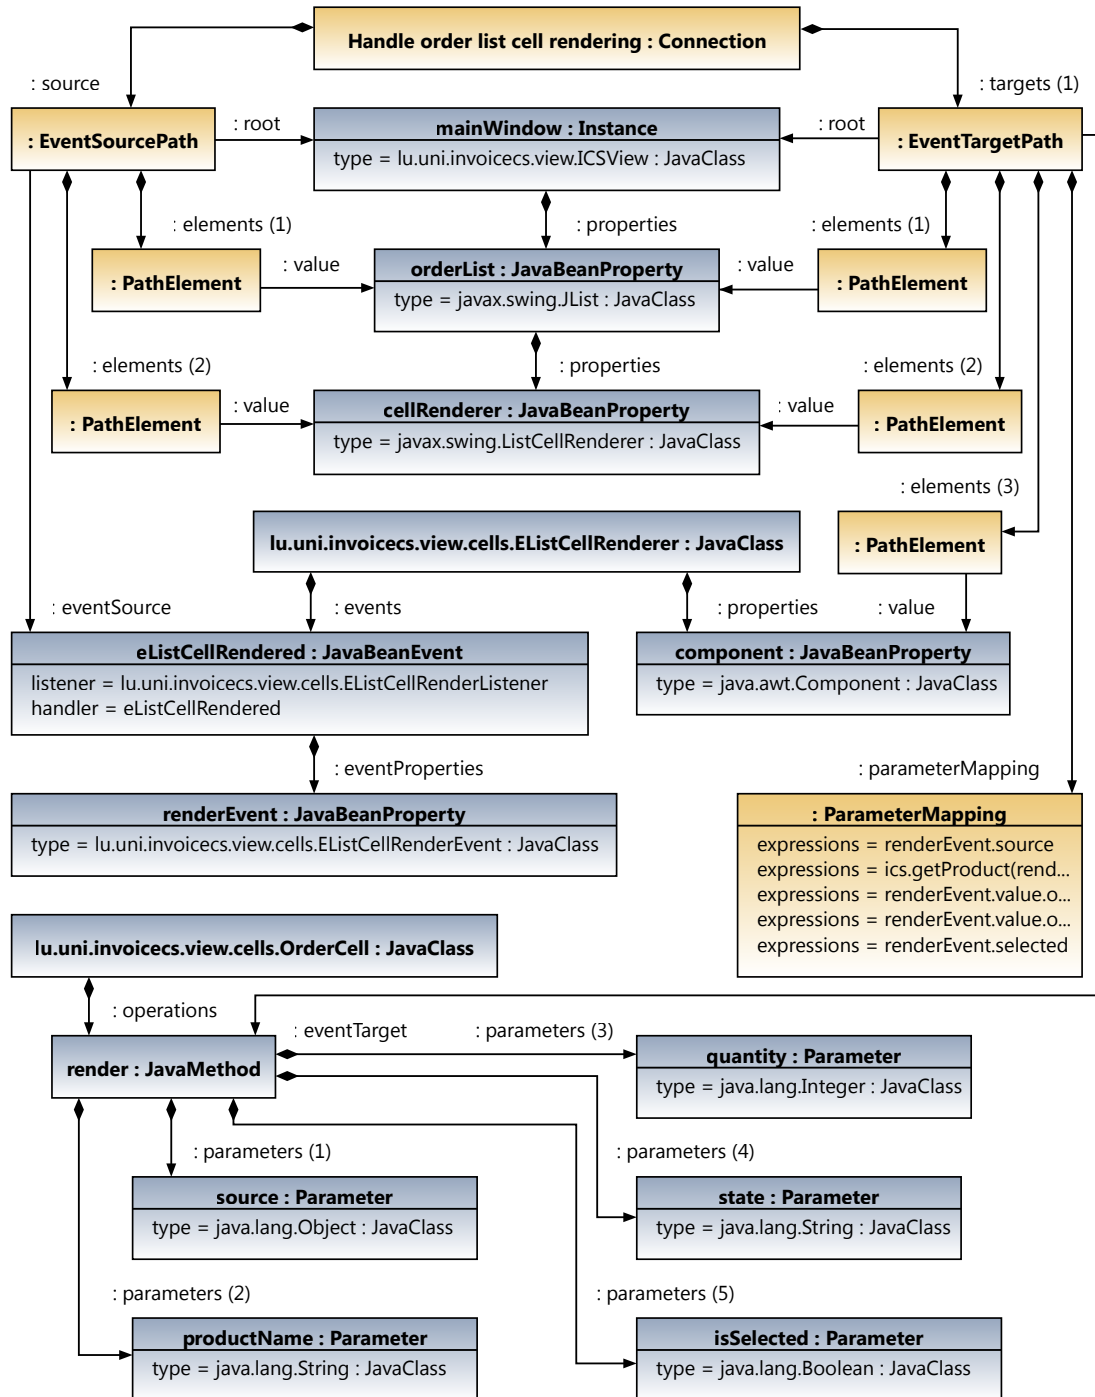 Handle order list cell rendering : Connection
: source
: targets (1)
: EventSourcePath
: root
mainWindow : Instance
type = lu.uni.invoicecs.view.ICSView : JavaClass
: root
: EventTargetPath
: elements (1)
: properties
: elements (1)
: PathElement
: value
orderList : JavaBeanProperty
type = javax.swing.JList : JavaClass
: value
: PathElement
: elements (2)
: properties
: elements (2)
: PathElement
: value
cellRenderer : JavaBeanProperty
type = javax.swing.ListCellRenderer : JavaClass
: value
: PathElement
: elements (3)
lu.uni.invoicecs.view.cells.EListCellRenderer : JavaClass
: PathElement
: eventSource
: events
: properties
: value
eListCellRendered : JavaBeanEvent
listener = lu.uni.invoicecs.view.cells.EListCellRenderListener
handler = eListCellRendered
component : JavaBeanProperty
type = java.awt.Component : JavaClass
: eventProperties
: parameterMapping
renderEvent : JavaBeanProperty
type = lu.uni.invoicecs.view.cells.EListCellRenderEvent : JavaClass
: ParameterMapping
expressions = renderEvent.source
expressions = ics.getProduct(rend...
expressions = renderEvent.value.o...
expressions = renderEvent.value.o...
expressions = renderEvent.selected
lu.uni.invoicecs.view.cells.OrderCell : JavaClass
: operations
: eventTarget
: parameters (3)
render : JavaMethod
quantity : Parameter
type = java.lang.Integer : JavaClass
: parameters (1)
: parameters (4)
source : Parameter
type = java.lang.Object : JavaClass
state : Parameter
type = java.lang.String : JavaClass
: parameters (2)
: parameters (5)
productName : Parameter
type = java.lang.String : JavaClass
isSelected : Parameter
type = java.lang.Boolean : JavaClass